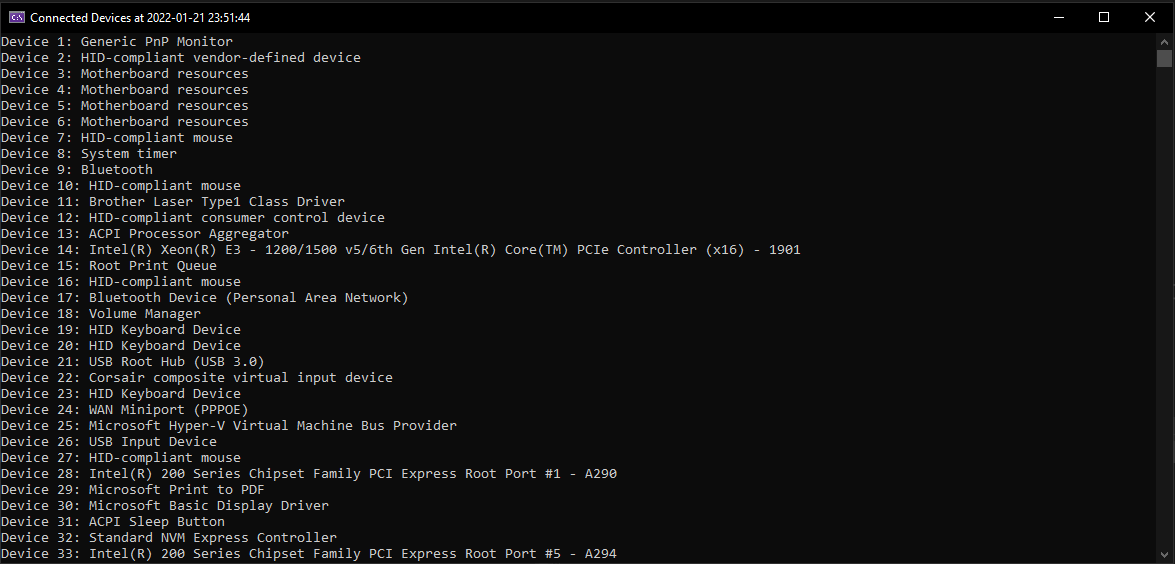 Connected Devices at 2022-01-21 23:51:44
Device 1: Generic PnP Monitor
Device 2: HID-compliant vendor-defined device
Device 3: Motherboard resources
Device 4: Motherboard resources
Device 5: Motherboard resources
Device 6: Motherboard resources
Device 7: HID-compliant mouse
Device 8: System timer
Device 9: Bluetooth
Device 10: HID-compliant mouse
Device 11: Brother Laser Type1 Class Driver
Device 12: HID-compliant consumer control device
Device 13: ACPI Processor Aggregator
Device 14: Intel(R) Xeon(R) E3 - 1200/1500 v5/6th Gen Intel(R) Core(TM) PCIe Controller (x16) - 1901
Device 15: Root Print Queue
Device 16: HID-compliant mouse
Device 17: Bluetooth Device (Personal Area Network)
Device 18: Volume Manager
Device 19: HID Keyboard Device
Device 20: HID Keyboard Device
Device 21: USB Root Hub (USB 3.0)
Device 22: Corsair composite virtual input device
Device 23: HID Keyboard Device
Device 24: WAN Miniport (PPPOE)
Device 25: Microsoft Hyper-V Virtual Machine Bus Provider
Device 26: USB Input Device
Device 27: HID-compliant mouse
Device 28: Intel(R) 200 Series Chipset Family PCI Express Root Port #1 - A290
Device 29: Microsoft Print to PDF
Device 30: Microsoft Basic Display Driver
Device 31: ACPI Sleep Button
Device 32: Standard NVM Express Controller
Device 33: Intel(R) 200 Series Chipset Family PCI Express Root Port #5 - A294